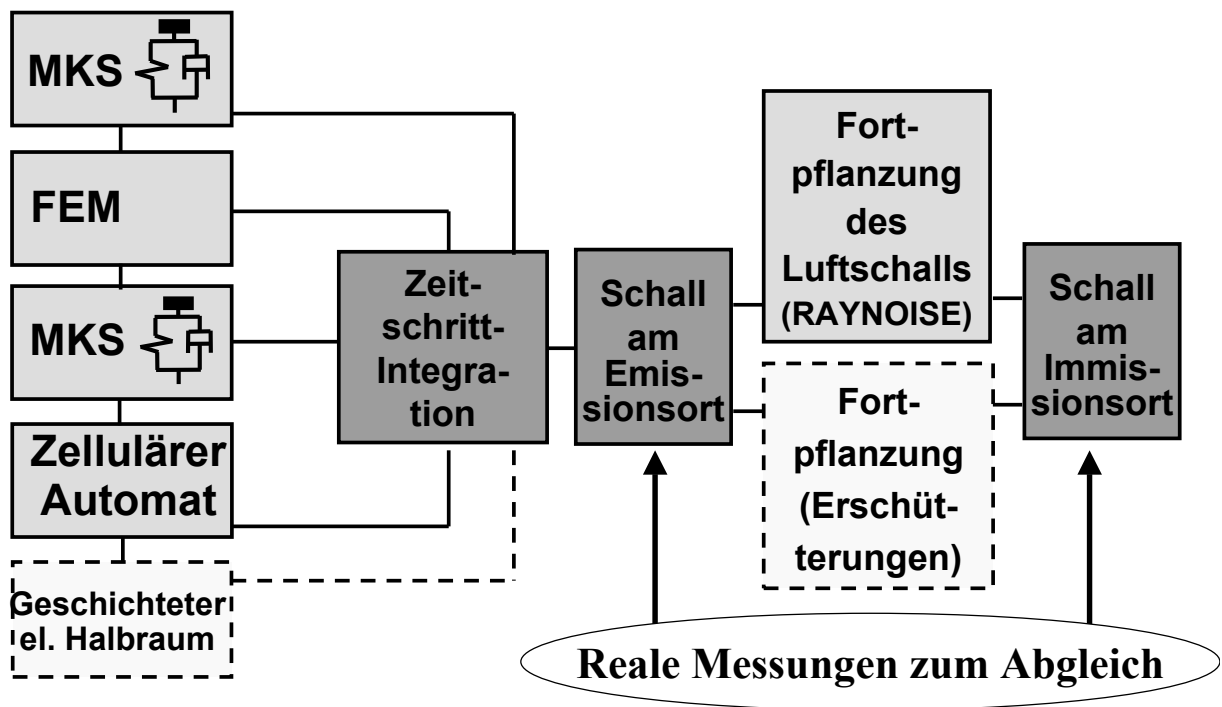 MKS
FEM
MKS
Zellulärer
Automat
Geschichteter
el. Halbraum
Zeit-
schritt-
Integra-
tion
Schall
am
Emis-
sionsort
Fort-
pflanzung
des
Luftschalls
(RAYNOISE)
Fort-
pflanzung
(Erschüt-
terungen)
Schall
am
Immis-
sionsort
Reale Messungen zum Abgleich